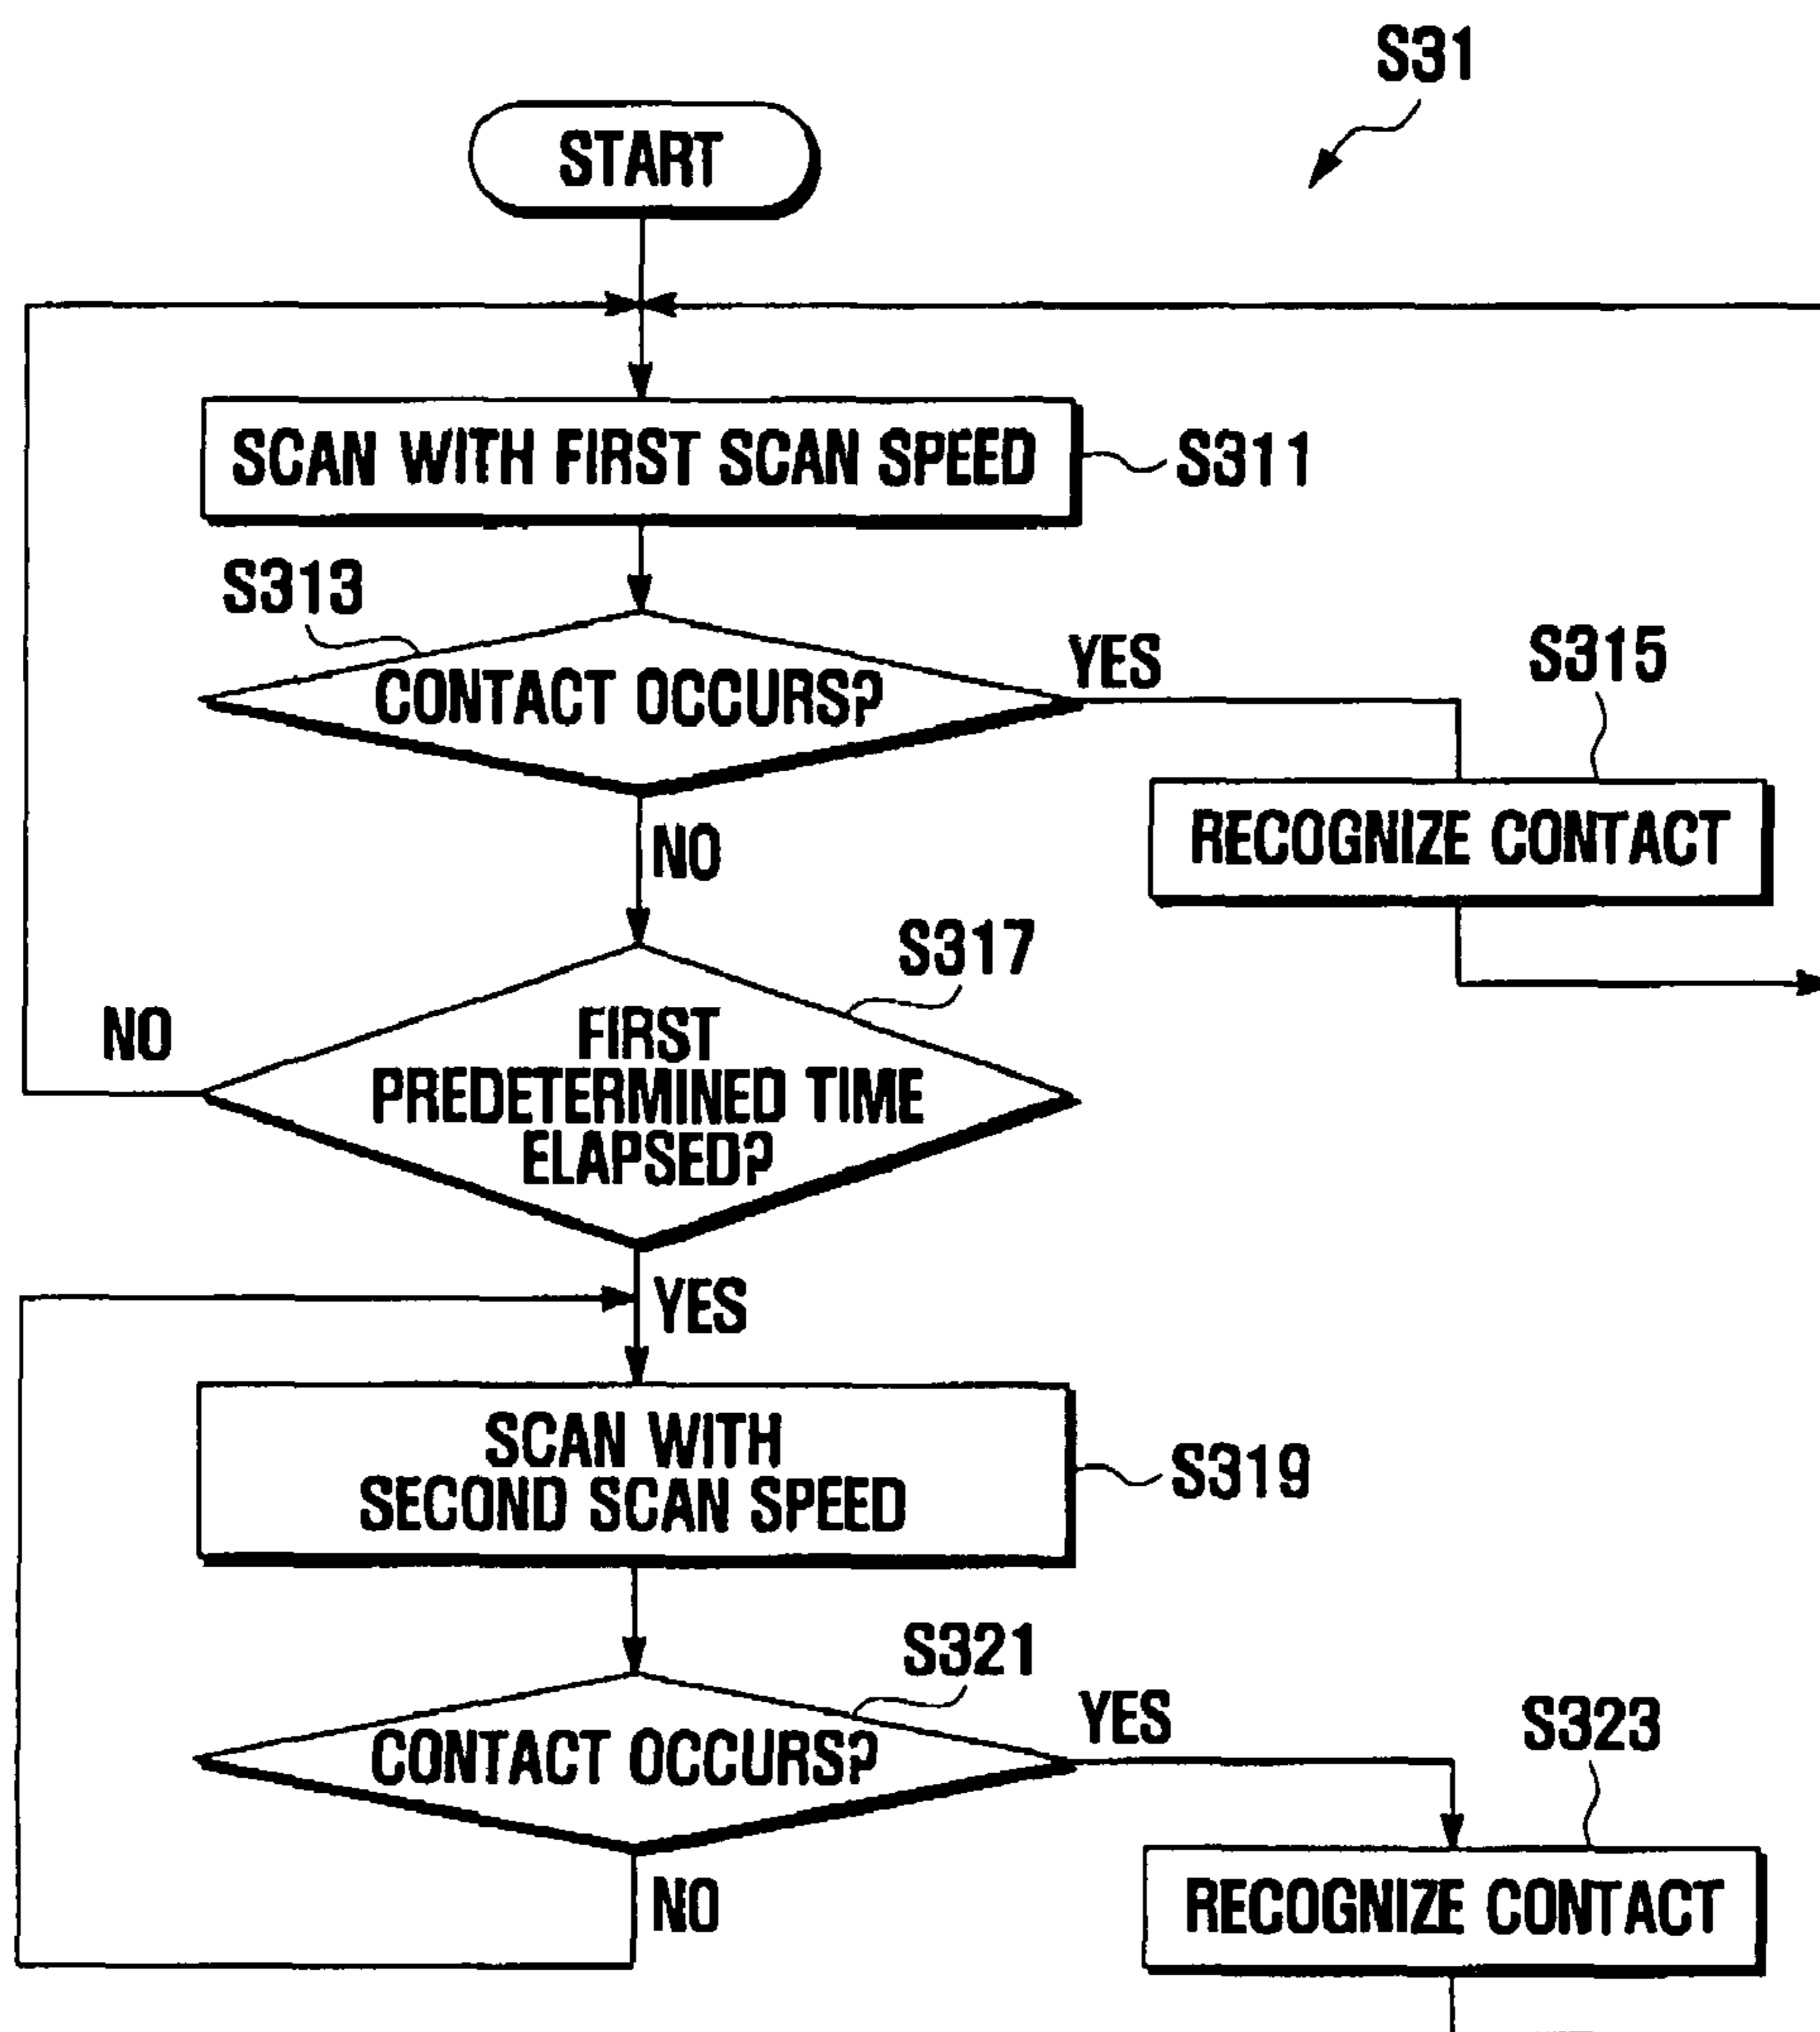 S31
START
SCAN WITH FIRST SCAN SPEED
S311
S313
CONTACT OCCURS?
YES
S315
RECOGNIZE CONTACT
NO
S317
NO
FIRST
PREDETERMINED TIME
ELAPSED?
YES
SCAN WITH
SECOND SCAN SPEED
S319
S321
CONTACT OCCURS?
YES
S323
RECOGNIZE CONTACT
NO